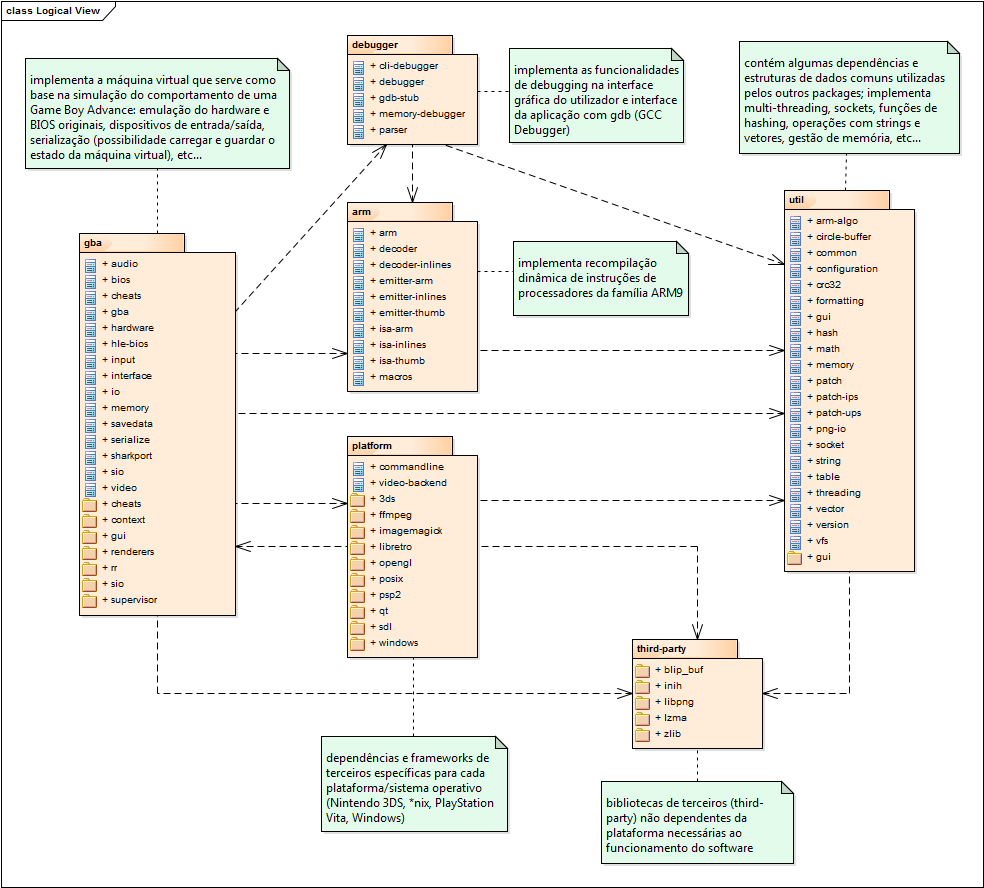 class Logical View
implementa a máquina virtual que serve como
base na simulação do comportamento de uma
Game Boy Advance: emulação do hardware e
BIOS originais, dispositivos de entrada/saída,
serialização (possibilidade carregar e guardar o
estado da máquina virtual), etc...
debugger
+ cli-debugger
+ debugger
+ gdb-stub
+ memory-debugger
+ parser
implementa as funcionalidades
de debugging na interface
gráfica do utilizador e interface
da aplicação com gdb (GCC
Debugger)
contém algumas dependências e
estruturas de dados comuns utilizadas
pelos outros packages; implementa
multi-threading, sockets, funções de
hashing, operações com strings e
vetores, gestão de memória, etc...
gba
+ audio
+ bios
+ cheats
+ gba
+ hardware
+ hle-bios
+ input
+ interface
+ io
+ memory
+ savedata
+ serialize
+ sharkport
+ sio
+ video
+ cheats
+ context
+ gui
+ renderers
+ rr
+ sio
+ supervisor
arm
+ arm
+ decoder
+ decoder-inlines
+ emitter-arm
+ emitter-inlines
+ emitter-thumb
+ isa-arm
+ isa-inlines
+ isa-thumb
+ macros
implementa recompilação
dinâmica de instruções de
processadores da família ARM9
util
+ arm-algo
+ circle-buffer
+ common
+ configuration
+ crc32
+ formatting
+ gui
+ hash
+ math
+ memory
+ patch
+ patch-ips
+ patch-ups
+ png-io
+ socket
+ string
+ table
+ threading
+ vector
+ version
+ vfs
+ gui
platform
+ commandline
+ video-backend
+ 3ds
+ ffmpeg
+ imagemagick
+ libretro
+ opengl
+ posix
+ psp2
+ qt
+ sdl
+ windows
third-party
+ blip_buf
+ inih
+ libpng
+ lzma
+ zlib
dependências e frameworks de
terceiros específicas para cada
plataforma/sistema operativo
(Nintendo 3DS, *nix, PlayStation
Vita, Windows)
bibliotecas de terceiros (third-
party) não dependentes da
plataforma necessárias ao
funcionamento do software